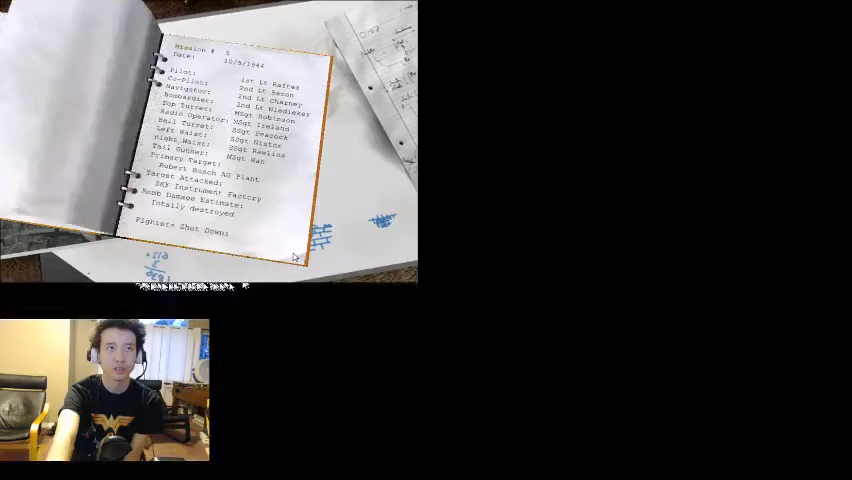 Mission # 5
Date: 10/5/1944
Pilot: 1st Lt Rafter
Co-Pilot: 2nd Lt Bacon
Navigator: 2nd Lt Charney
Bombardier: 2nd Lt Niedieker
Top Turret: MSgt Robinson
Radio Operator: MSgt Ireland
Ball Turret: SSgt Peacock
Left Waist: SSgt Nistor
Right Waist: SSgt Rawlins
Tail Gunner: MSgt Wan
Primary Target:
Robert Bosch AG Plant
Target Attacked:
SKF Instrument Factory
Bomb Damage Estimate:
Totally destroyed
Fighters Shot Down: